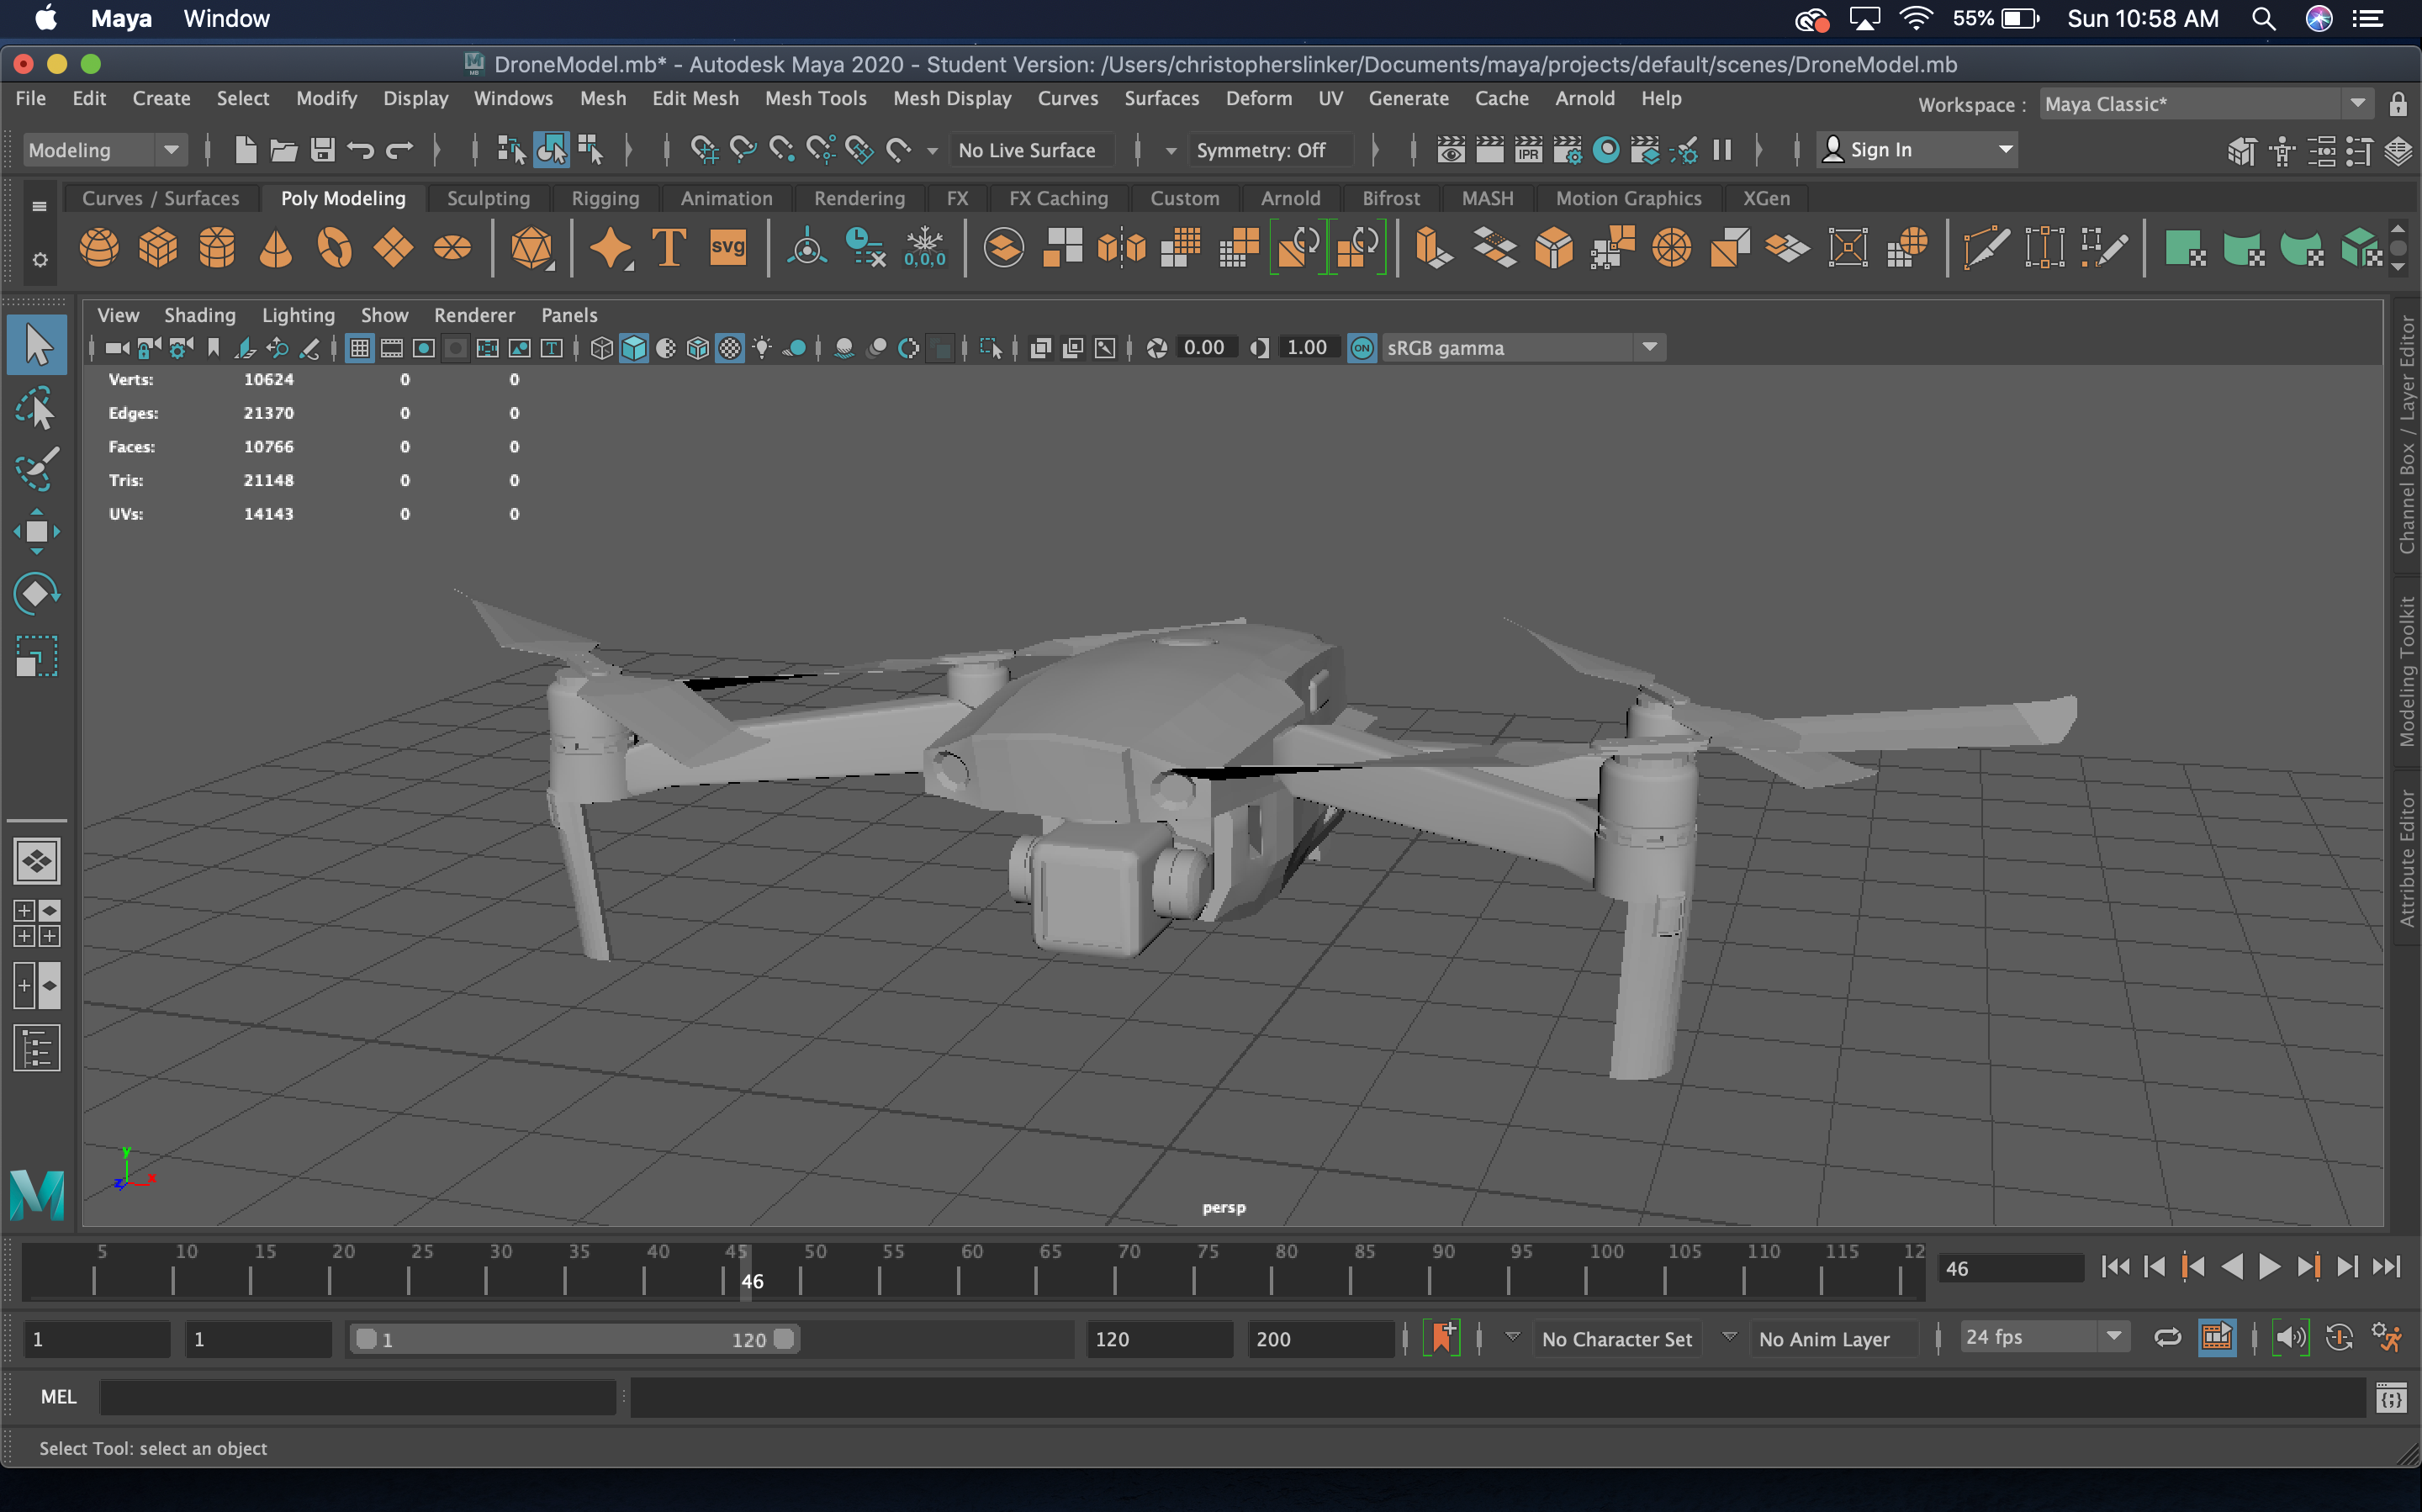 Maya Window 55% Sun 10:58 AM
DroneModel.mb* - Autodesk Maya 2020 - Student Version: /Users/christopherslinker/Documents/maya/projects/default/scenes/DroneModel.mb
File Edit Create Select Modify Display Windows Mesh Edit Mesh Mesh Tools Mesh Display Curves Surfaces Deform UV Generate Cache Arnold Help Workspace : Maya Classic*
Modeling No Live Surface Symmetry: Off IPR Sign In
Curves / Surfaces Poly Modeling Sculpting Rigging Animation Rendering FX FX Caching Custom Arnold Bifrost MASH Motion Graphics XGen
T svg 0,0,0
View Shading Lighting Show Renderer Panels
T 0.00 1.00 ON sRGB gamma
Verts: 10624 0 0
Edges: 21370 0 0
Faces: 10766 0 0
Tris: 21148 0 0
UVs: 14143 0 0
Channel Box / Layer Editor
Modeling Toolkit
Attribute Editor
y
z x
persp
5 10 15 20 25 30 35 40 45 50 55 60 65 70 75 80 85 90 95 100 105 110 115 12
46 46
1 1 1 120 120 200 No Character Set No Anim Layer 24 fps
MEL
Select Tool: select an object